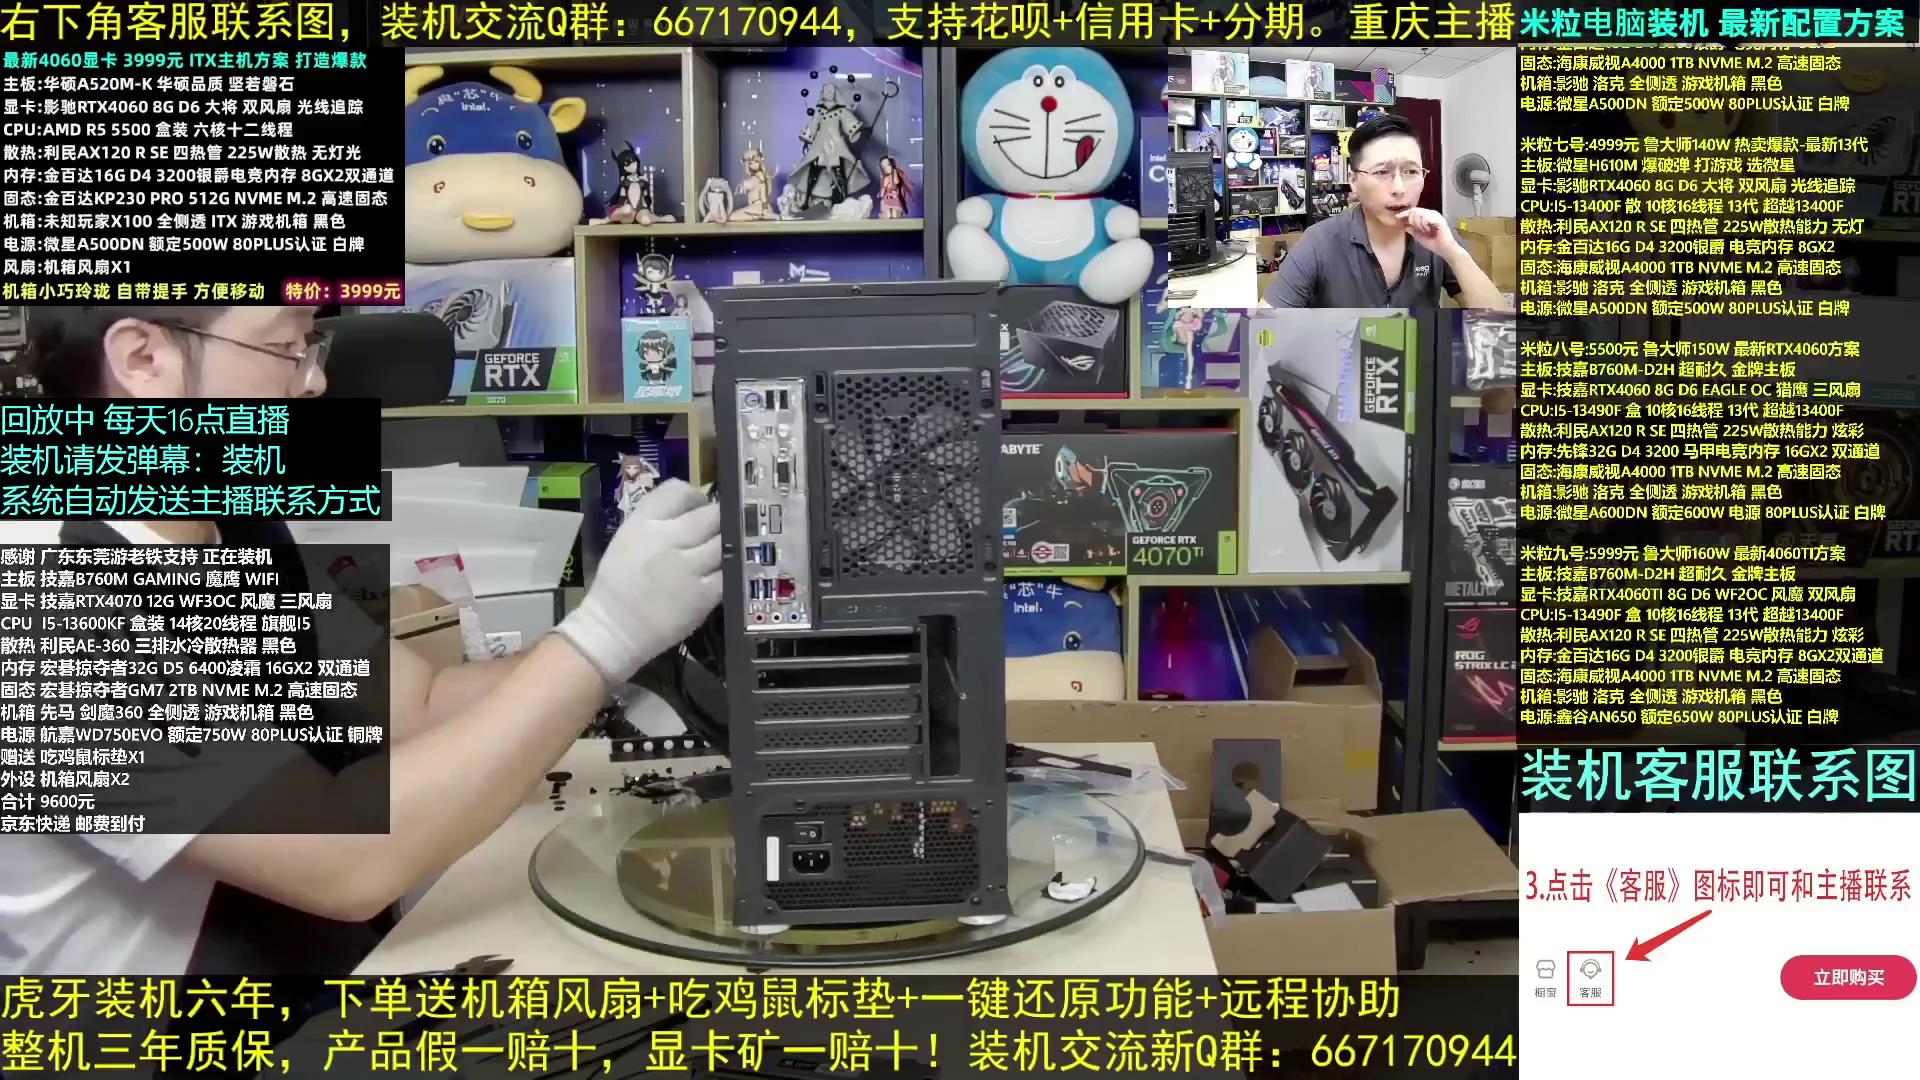 右下角客服联系图，装机交流Q群：667170944，支持花呗+信用卡+分期。重庆主播
最新4060显卡 3999元 ITX主机方案 打造爆款
主板:华硕A520M-K 华硕品质 坚若磐石
显卡:影驰RTX4060 8G D6 大将 双风扇 光线追踪
CPU:AMD R5 5500 盒装 六核十二线程
散热:利民AX120 R SE 四热管 225W散热 无灯光
内存:金百达16G D4 3200银爵电竞内存 8GX2双通道
固态:金百达KP230 PRO 512G NVME M.2 高速固态
机箱:未知玩家X100 全侧透 ITX 游戏机箱 黑色
电源:微星A500DN 额定500W 80PLUS认证 白牌
风扇:机箱风扇X1
机箱小巧玲珑 自带提手 方便移动 特价：3999元
回放中 每天16点直播
装机请发弹幕：装机
系统自动发送主播联系方式
感谢 广东东莞游老铁支持 正在装机
主板 技嘉B760M GAMING 魔鹰 WIFI
显卡 技嘉RTX4070 12G WF3OC 风魔 三风扇
CPU I5-13600KF 盒装 14核20线程 旗舰I5
散热 利民AE-360 三排水冷散热器 黑色
内存 宏碁掠夺者32G D5 6400凌霜 16GX2 双通道
固态 宏碁掠夺者GM7 2TB NVME M.2 高速固态
机箱 先马 剑魔360 全侧透 游戏机箱 黑色
电源 航嘉WD750EVO 额定750W 80PLUS认证 铜牌
赠送 吃鸡鼠标垫X1
外设 机箱风扇X2
合计 9600元
京东快递 邮费到付
"芯"牛
intel.
GEFORCE
RTX
3070
GEFORCE
RTX
ABYTE
GEFORCE RTX
4070Ti
"芯"牛
intel.
METALTOP
ROG
米粒电脑装机 最新配置方案
固态:海康威视A4000 1TB NVME M.2 高速固态
机箱:影驰 洛克 全侧透 游戏机箱 黑色
电源:微星A500DN 额定500W 80PLUS认证 白牌
米粒七号:4999元 鲁大师140W 热卖爆款-最新13代
主板:微星H610M 爆破弹 打游戏 选微星
显卡:影驰RTX4060 8G D6 大将 双风扇 光线追踪
CPU:I5-13400F 散 10核16线程 13代 超越13400F
散热:利民AX120 R SE 四热管 225W散热能力 无灯
内存:金百达16G D4 3200银爵 电竞内存 8GX2
固态:海康威视A4000 1TB NVME M.2 高速固态
机箱:影驰 洛克 全侧透 游戏机箱 黑色
电源:微星A500DN 额定500W 80PLUS认证 白牌
米粒八号:5500元 鲁大师150W 最新RTX4060方案
主板:技嘉B760M-D2H 超耐久 金牌主板
显卡:技嘉RTX4060 8G D6 EAGLE OC 猎鹰 三风扇
CPU:I5-13490F 盒 10核16线程 13代 超越13400F
散热:利民AX120 R SE 四热管 225W散热能力 炫彩
内存:先锋32G D4 3200 马甲电竞内存 16GX2 双通道
固态:海康威视A4000 1TB NVME M.2 高速固态
机箱:影驰 洛克 全侧透 游戏机箱 黑色
电源:微星A600DN 额定600W 电源 80PLUS认证 白牌
米粒九号:5999元 鲁大师160W 最新4060TI方案
主板:技嘉B760M-D2H 超耐久 金牌主板
显卡:技嘉RTX4060TI 8G D6 WF2OC 风魔 双风扇
CPU:I5-13490F 盒 10核16线程 13代 超越13400F
散热:利民AX120 R SE 四热管 225W散热能力 炫彩
内存:金百达16G D4 3200银爵 电竞内存 8GX2双通道
固态:海康威视A4000 1TB NVME M.2 高速固态
机箱:影驰 洛克 全侧透 游戏机箱 黑色
电源:鑫谷AN650 额定650W 80PLUS认证 白牌
装机客服联系图
3.点击《客服》图标即可和主播联系
橱窗
客服
立即购买
虎牙装机六年，下单送机箱风扇+吃鸡鼠标垫+一键还原功能+远程协助
整机三年质保，产品假一赔十，显卡矿一赔十！装机交流新Q群：667170944